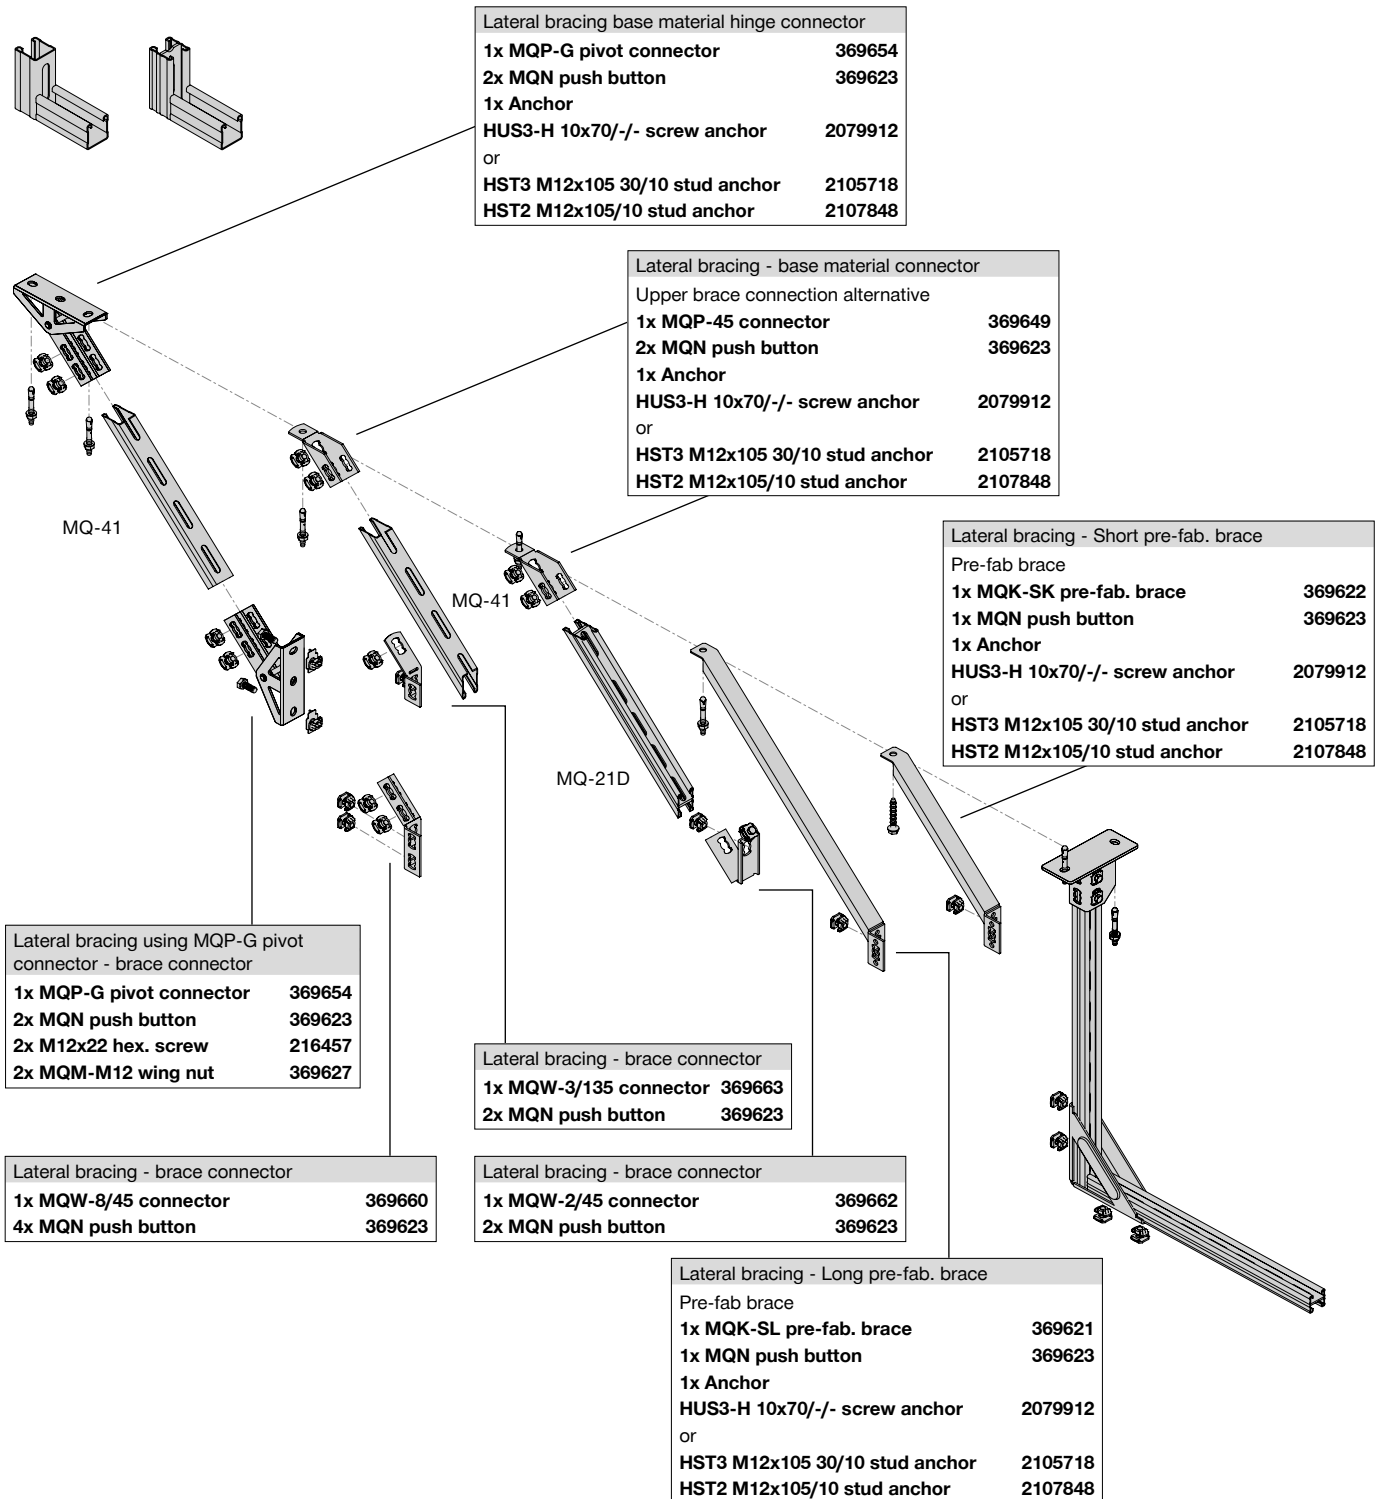 Lateral bracing base material hinge connector
1x MQP-G pivot connector 369654
2x MQN push button 369623
1x Anchor
HUS3-H 10x70/-/- screw anchor 2079912
or
HST3 M12x105 30/10 stud anchor 2105718
HST2 M12x105/10 stud anchor 2107848
Lateral bracing - base material connector
Upper brace connection alternative
1x MQP-45 connector 369649
2x MQN push button 369623
1x Anchor
HUS3-H 10x70/-/- screw anchor 2079912
or
HST3 M12x105 30/10 stud anchor 2105718
HST2 M12x105/10 stud anchor 2107848
MQ-41
MQ-41
MQ-21D
Lateral bracing - Short pre-fab. brace
Pre-fab brace
1x MQK-SK pre-fab. brace 369622
1x MQN push button 369623
1x Anchor
HUS3-H 10x70/-/- screw anchor 2079912
or
HST3 M12x105 30/10 stud anchor 2105718
HST2 M12x105/10 stud anchor 2107848
Lateral bracing using MQP-G pivot
connector - brace connector
1x MQP-G pivot connector 369654
2x MQN push button 369623
2x M12x22 hex. screw 216457
2x MQM-M12 wing nut 369627
Lateral bracing - brace connector
1x MQW-3/135 connector 369663
2x MQN push button 369623
Lateral bracing - brace connector
1x MQW-8/45 connector 369660
4x MQN push button 369623
Lateral bracing - brace connector
1x MQW-2/45 connector 369662
2x MQN push button 369623
Lateral bracing - Long pre-fab. brace
Pre-fab brace
1x MQK-SL pre-fab. brace 369621
1x MQN push button 369623
1x Anchor
HUS3-H 10x70/-/- screw anchor 2079912
or
HST3 M12x105 30/10 stud anchor 2105718
HST2 M12x105/10 stud anchor 2107848